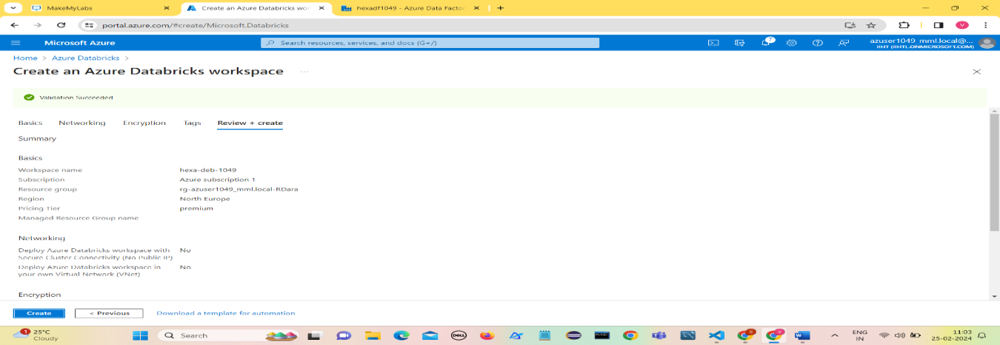 MakeMyLabs
Create an Azure Databricks wo
hexadf1049 - Azure Data Factor
portal.azure.com/#create/Microsoft.Databricks
Microsoft Azure
Search resources, services, and docs (G+/)
7
azuser1049_mml.local@...
IIHT (IIHTL.ONMICROSOFT.COM)
Home > Azure Databricks >
Create an Azure Databricks workspace ...
Validation Succeeded
Basics Networking Encryption Tags Review + create
Summary
Basics
Workspace name hexa-deb-1049
Subscription Azure subscription 1
Resource group rg-azuser1049_mml.local-RDara
Region North Europe
Pricing Tier premium
Managed Resource Group name
Networking
Deploy Azure Databricks workspace with No
Secure Cluster Connectivity (No Public IP)
Deploy Azure Databricks workspace in No
your own Virtual Network (VNet)
Encryption
Create < Previous Download a template for automation
1 25°C
Cloudy
Search
DELL
9
V
ENG
IN
11:03
25-02-2024